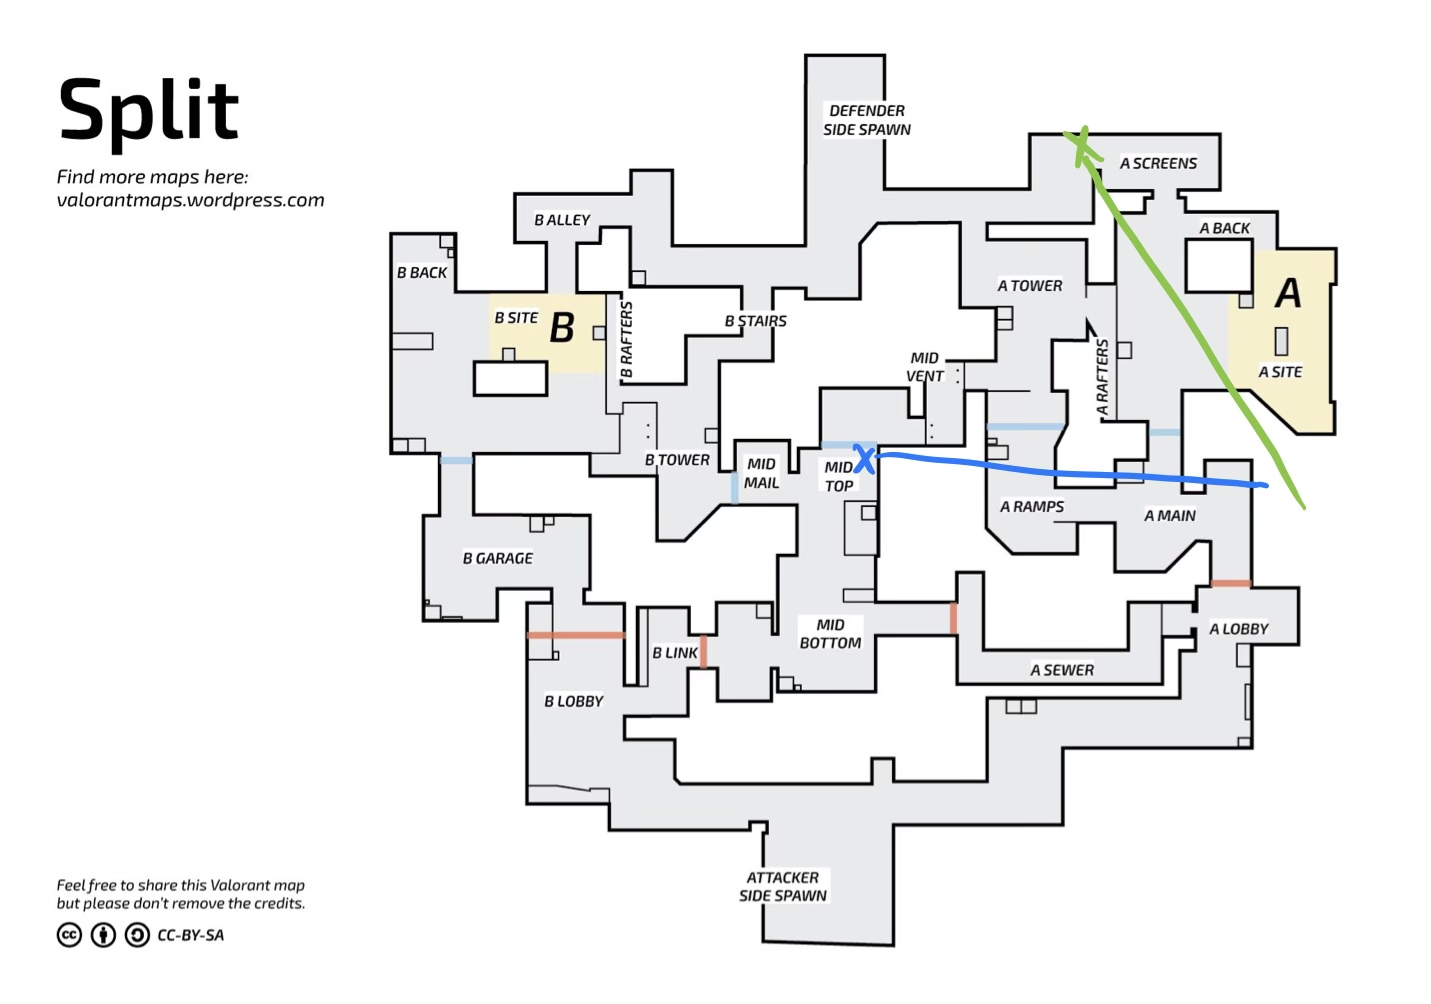 Split
Find more maps here:
valorantmaps.wordpress.com
DEFENDER
SIDE SPAWN
A SCREENS
B ALLEY
A BACK
B BACK
A TOWER
A
B SITE
B
B RAFTERS
B STAIRS
MID
VENT
A RAFTERS
A SITE
B TOWER
MID
MAIL
MID
TOP
A RAMPS
A MAIN
B GARAGE
MID
BOTTOM
A LOBBY
B LINK
A SEWER
B LOBBY
ATTACKER
SIDE SPAWN
Feel free to share this Valorant map
but please don't remove the credits.
cc CC-BY-SA